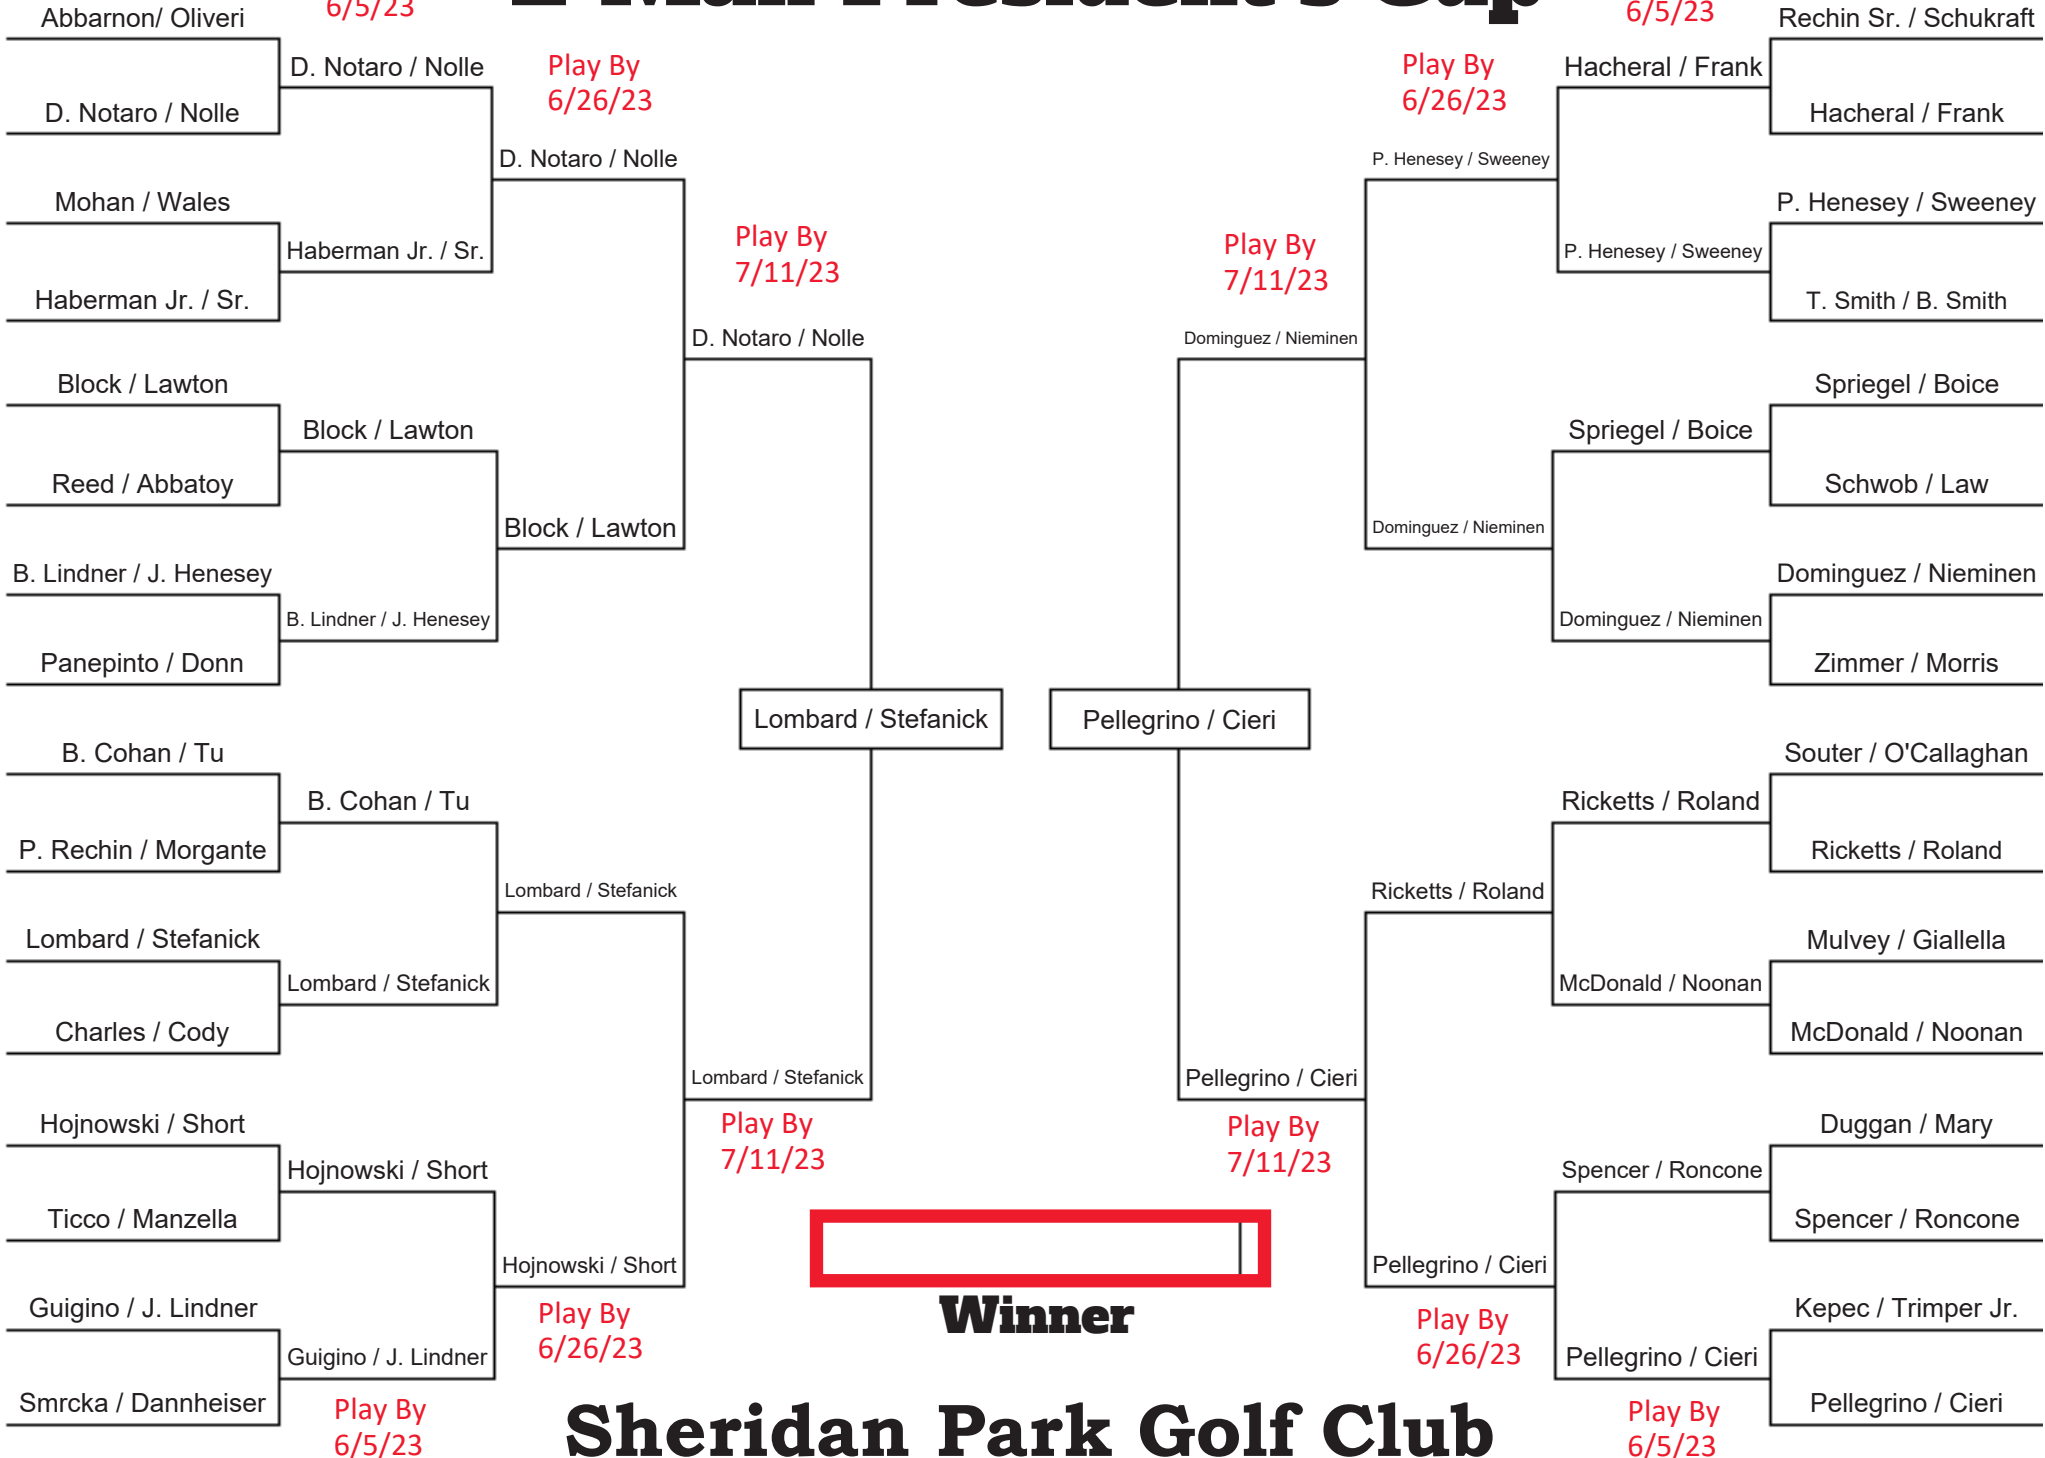 2-Man President's Cup
Abbarnon/ Oliveri
6/5/23
6/5/23
Rechin Sr. / Schukraft
D. Notaro / Nolle
Play By
6/26/23
Play By
6/26/23
Hacheral / Frank
D. Notaro / Nolle
Hacheral / Frank
D. Notaro / Nolle
P. Henesey / Sweeney
Mohan / Wales
P. Henesey / Sweeney
Haberman Jr. / Sr.
Play By
7/11/23
Play By
7/11/23
P. Henesey / Sweeney
Haberman Jr. / Sr.
T. Smith / B. Smith
D. Notaro / Nolle
Dominguez / Nieminen
Block / Lawton
Spriegel / Boice
Block / Lawton
Spriegel / Boice
Reed / Abbatoy
Schwob / Law
Block / Lawton
Dominguez / Nieminen
B. Lindner / J. Henesey
Dominguez / Nieminen
B. Lindner / J. Henesey
Dominguez / Nieminen
Panepinto / Donn
Zimmer / Morris
Lombard / Stefanick
Pellegrino / Cieri
B. Cohan / Tu
Souter / O'Callaghan
B. Cohan / Tu
Ricketts / Roland
P. Rechin / Morgante
Ricketts / Roland
Lombard / Stefanick
Ricketts / Roland
Lombard / Stefanick
Mulvey / Giallella
Lombard / Stefanick
McDonald / Noonan
Charles / Cody
McDonald / Noonan
Lombard / Stefanick
Pellegrino / Cieri
Play By
7/11/23
Play By
7/11/23
Hojnowski / Short
Duggan / Mary
Hojnowski / Short
Spencer / Roncone
Ticco / Manzella
Spencer / Roncone
Hojnowski / Short
Pellegrino / Cieri
Winner
Guigino / J. Lindner
Kepec / Trimper Jr.
Play By
6/26/23
Play By
6/26/23
Guigino / J. Lindner
Pellegrino / Cieri
Smrcka / Dannheiser
Pellegrino / Cieri
Play By
6/5/23
Play By
6/5/23
Sheridan Park Golf Club